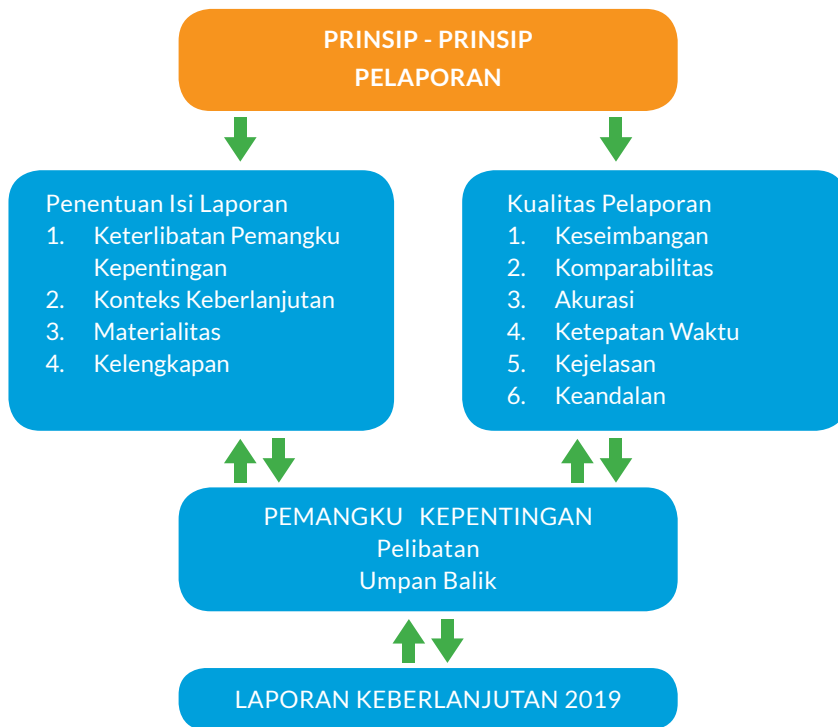 PRINSIP - PRINSIP
PELAPORAN
Penentuan Isi Laporan
1. Keterlibatan Pemangku
Kepentingan
2. Konteks Keberlanjutan
3. Materialitas
4. Kelengkapan
Kualitas Pelaporan
1. Keseimbangan
2. Komparabilitas
3. Akurasi
4. Ketepatan Waktu
5. Kejelasan
6. Keandalan
PEMANGKU KEPENTINGAN
Pelibatan
Umpan Balik
LAPORAN KEBERLANJUTAN 2019